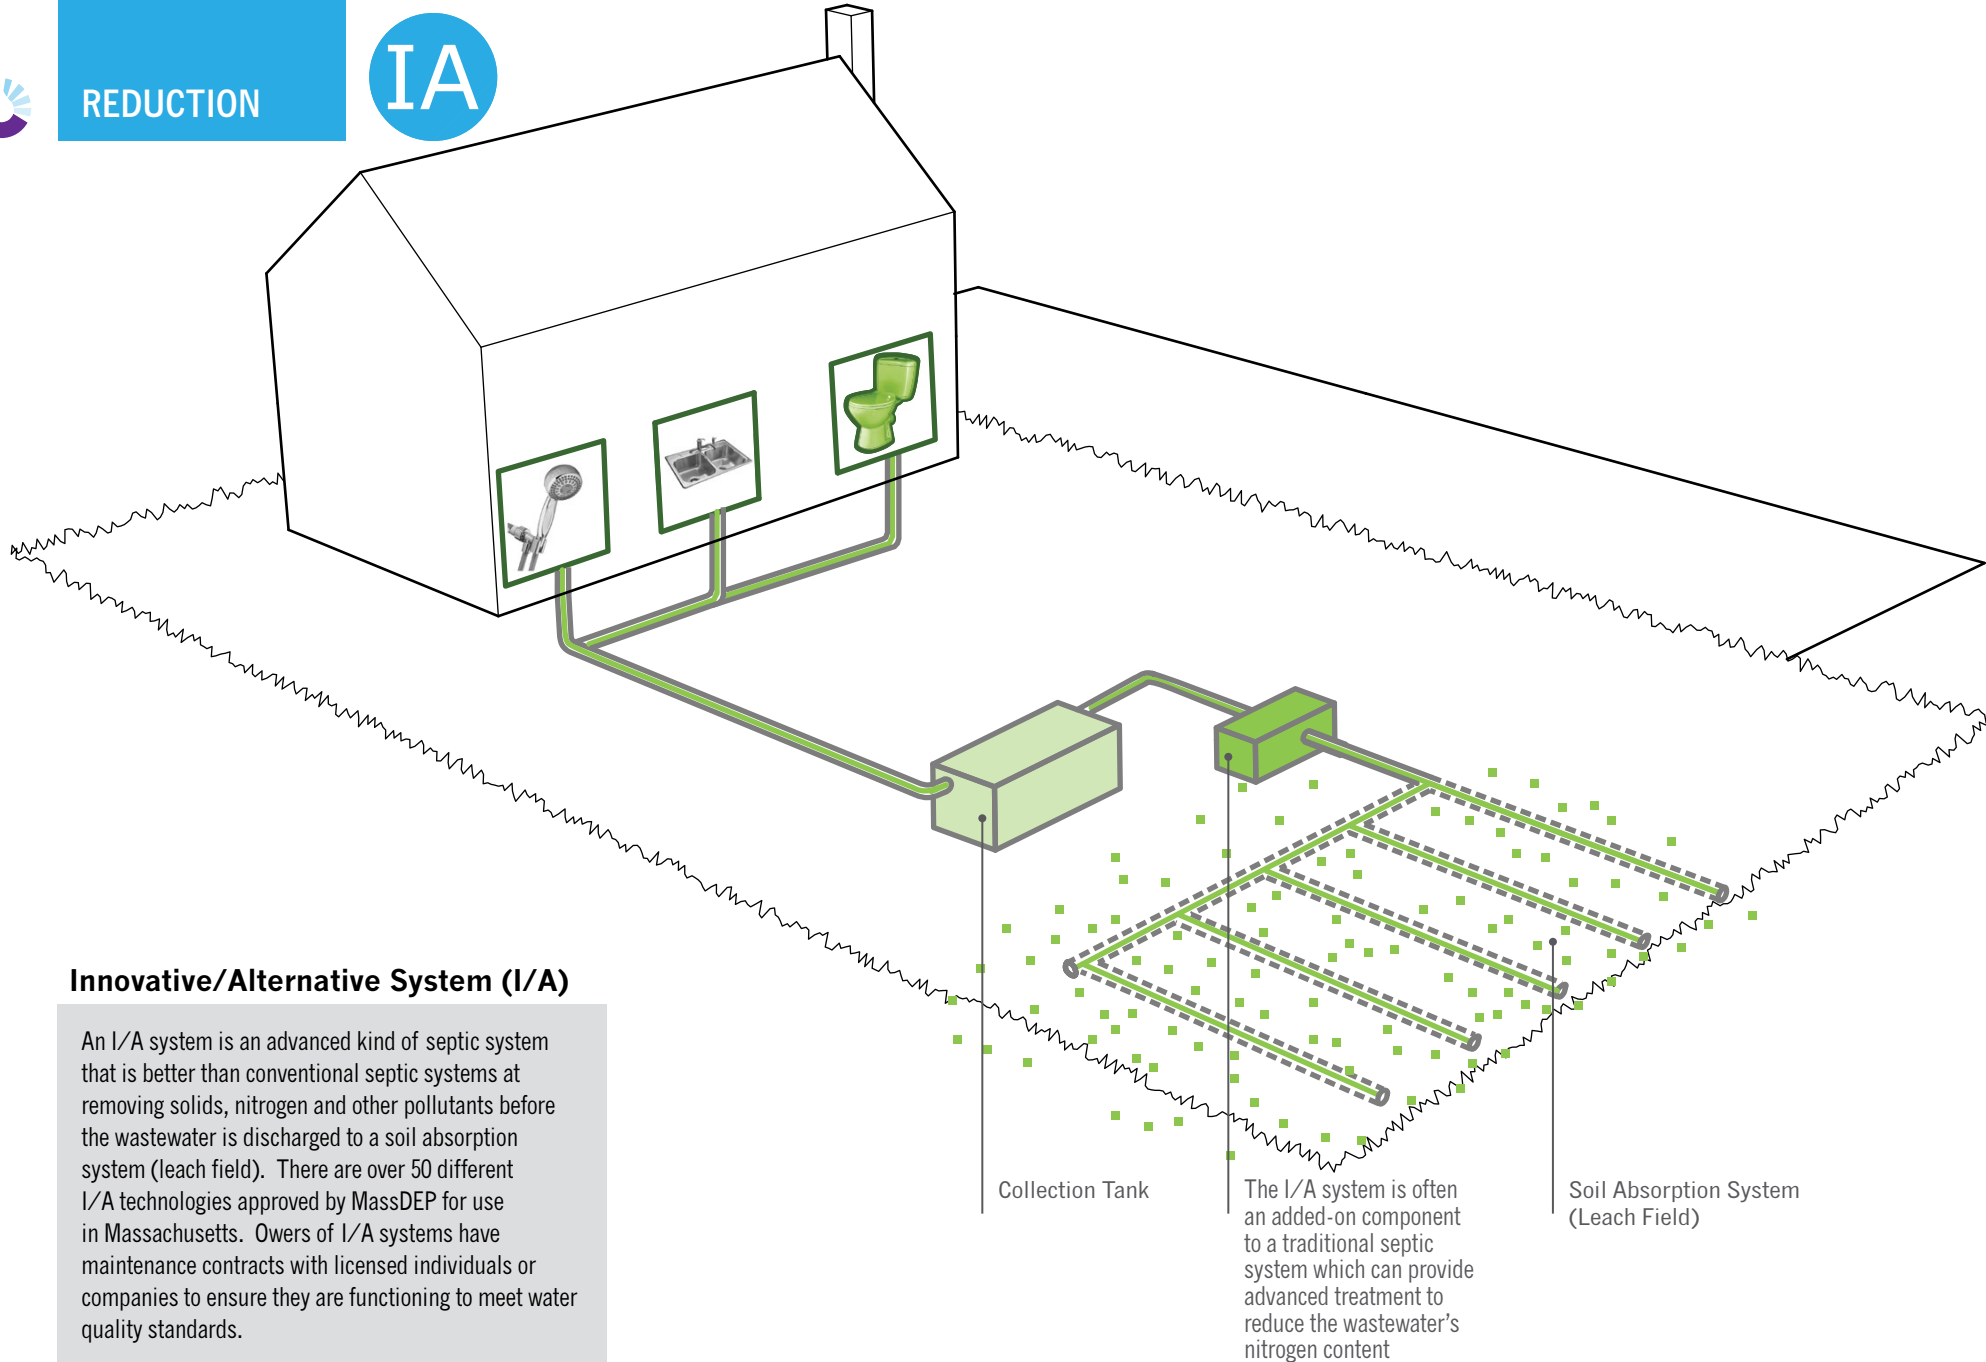 REDUCTION
IA
Innovative/Alternative System (I/A)
An I/A system is an advanced kind of septic system
that is better than conventional septic systems at
removing solids, nitrogen and other pollutants before
the wastewater is discharged to a soil absorption
system (leach field).  There are over 50 different
I/A technologies approved by MassDEP for use
in Massachusetts.  Owers of I/A systems have
maintenance contracts with licensed individuals or
companies to ensure they are functioning to meet water
quality standards.
Collection Tank
The I/A system is often
an added-on component
to a traditional septic
system which can provide
advanced treatment to
reduce the wastewater’s
nitrogen content
Soil Absorption System
(Leach Field)